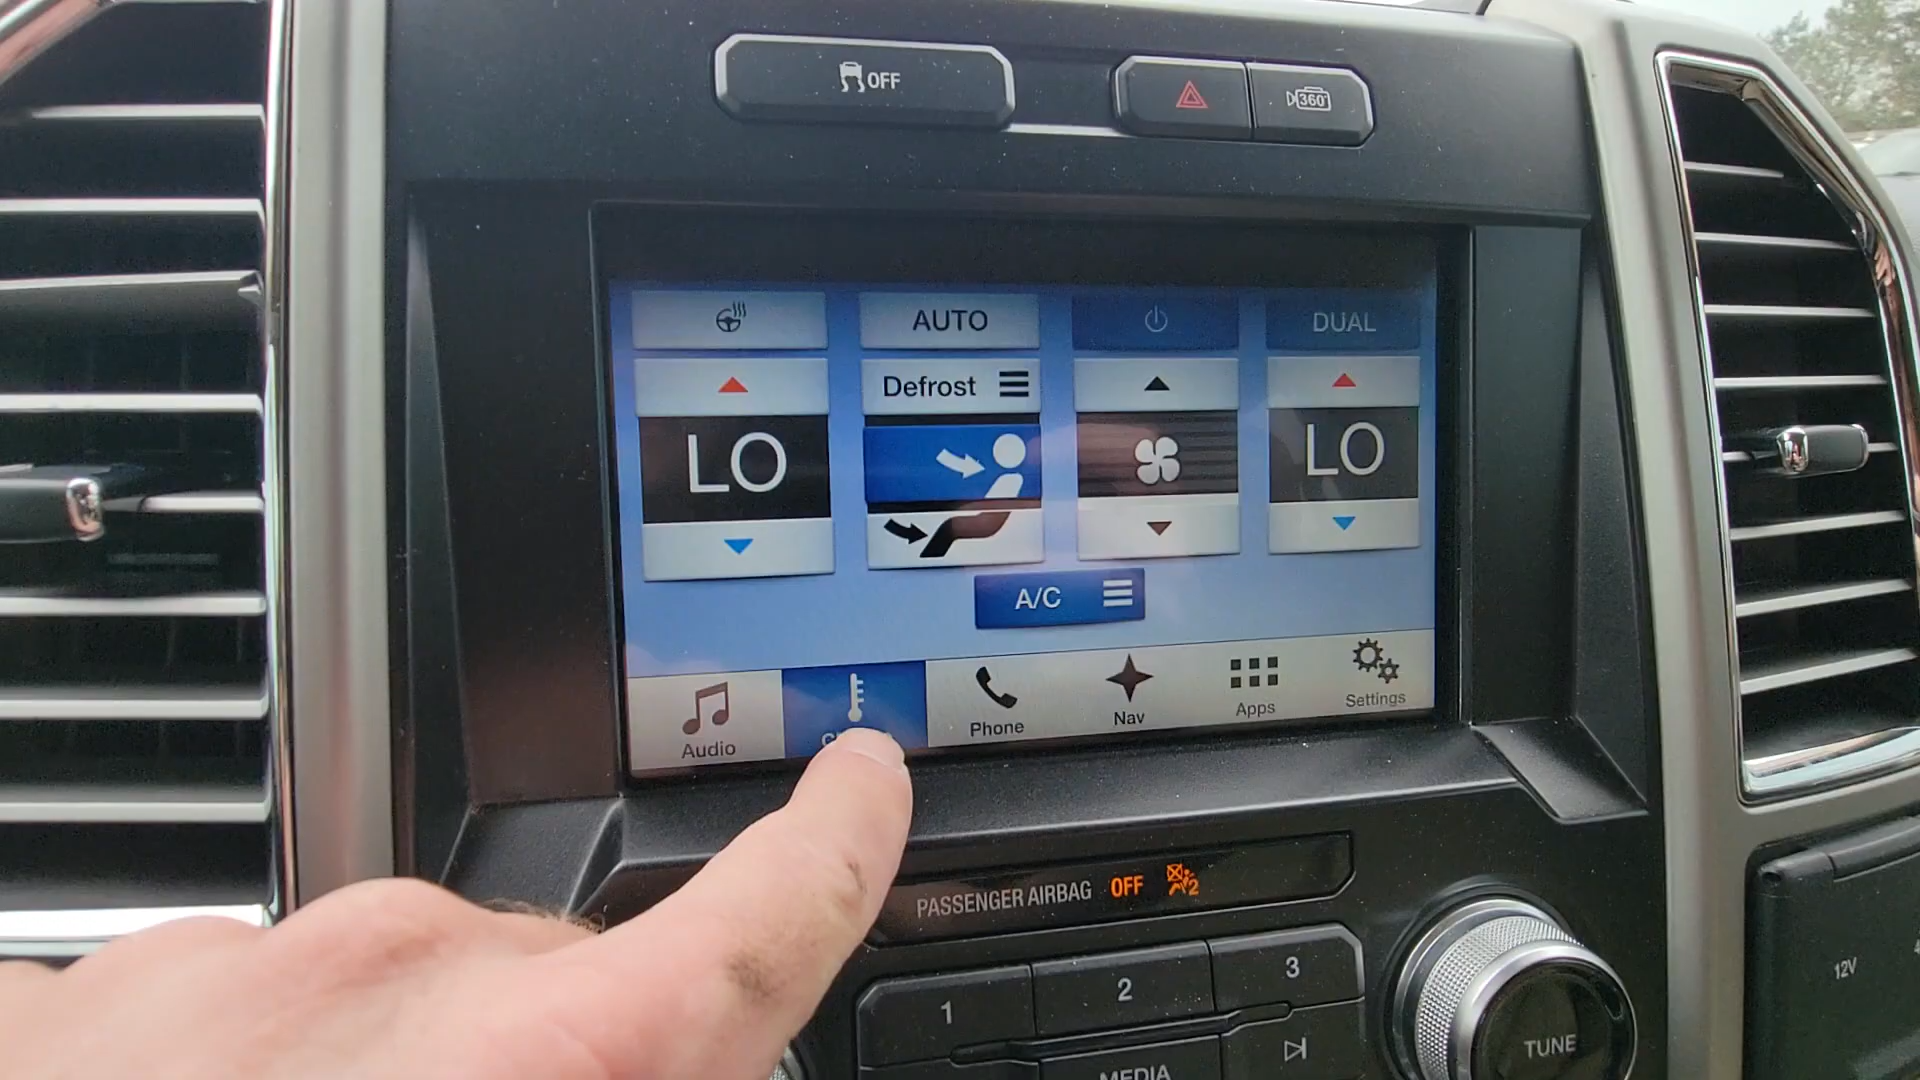 OFF
360°
AUTO
DUAL
Defrost
LO
LO
A/C
Audio
Phone
Nav
Apps
Settings
PASSENGER AIRBAG OFF 2
1
2
3
MEDIA
TUNE
12V